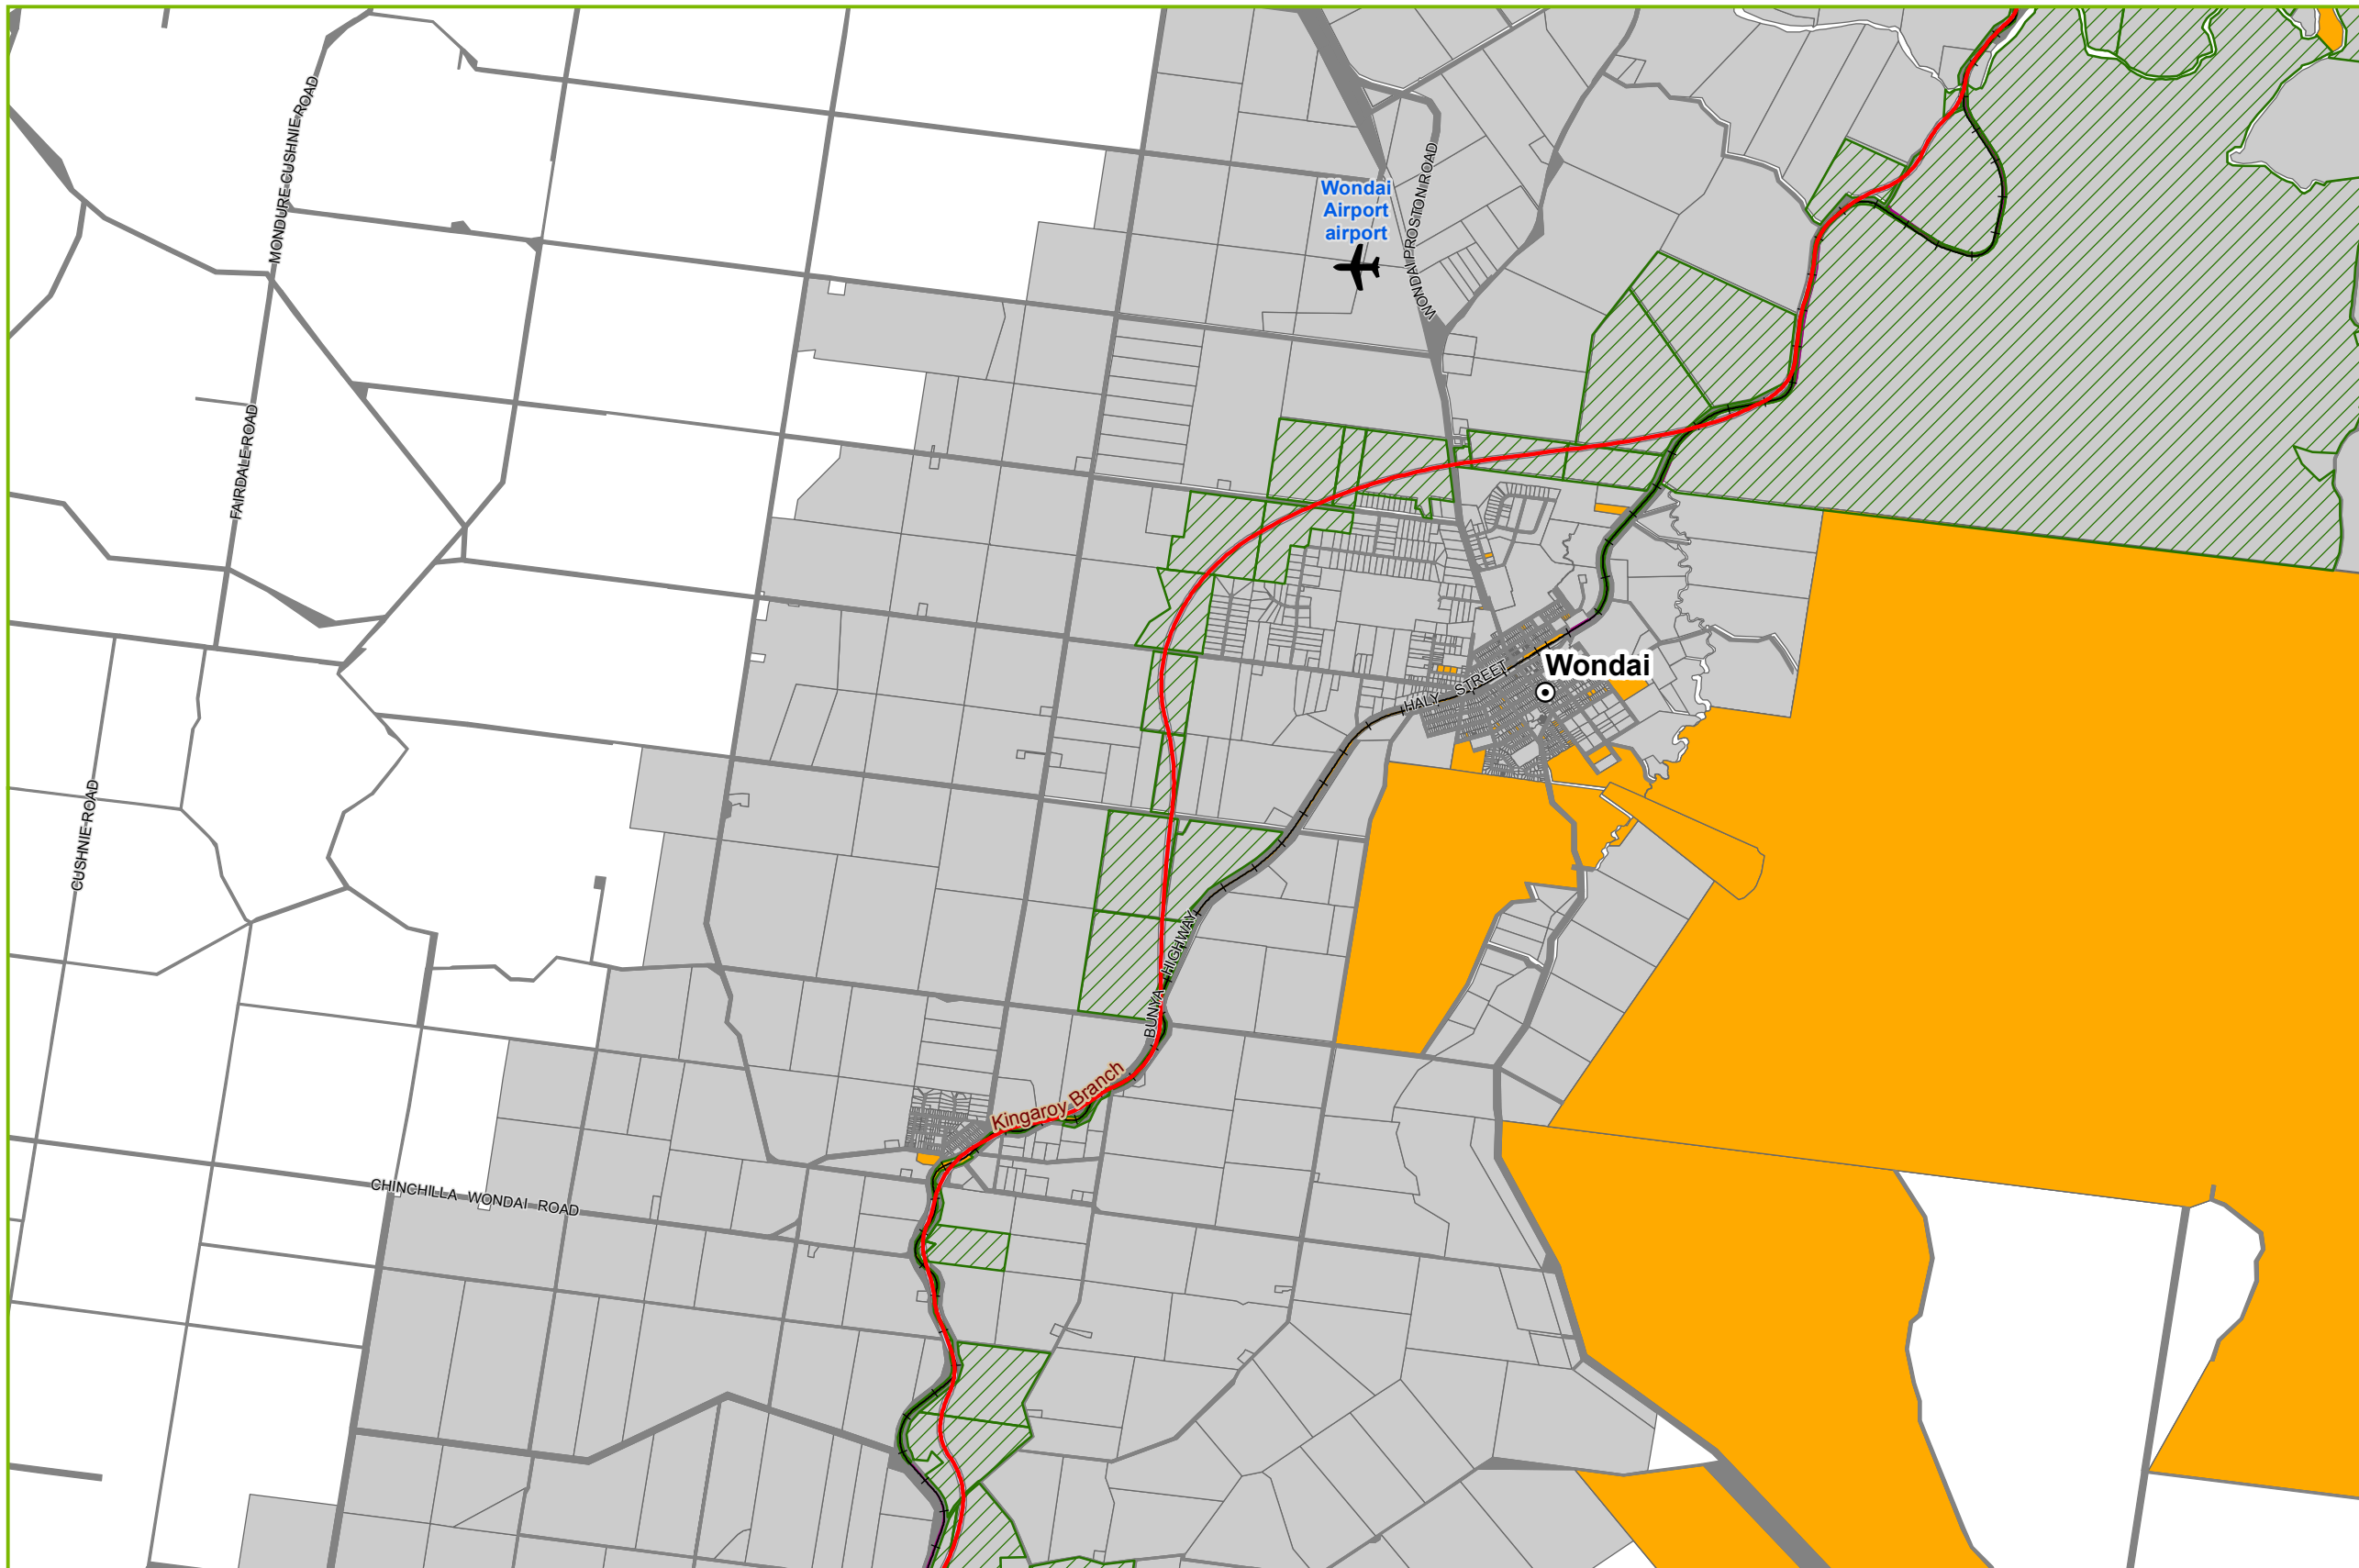 MONDURE-CUSHNIE-ROAD
Wondai
Airport
airport
WONDAI PROSTON ROAD
FAIRDALE-ROAD
Wondai
HALY STREET
CUSHNIE-ROAD
BUNYA HIGHWAY
Kingaroy Branch
CHINCHILLA WONDAI ROAD